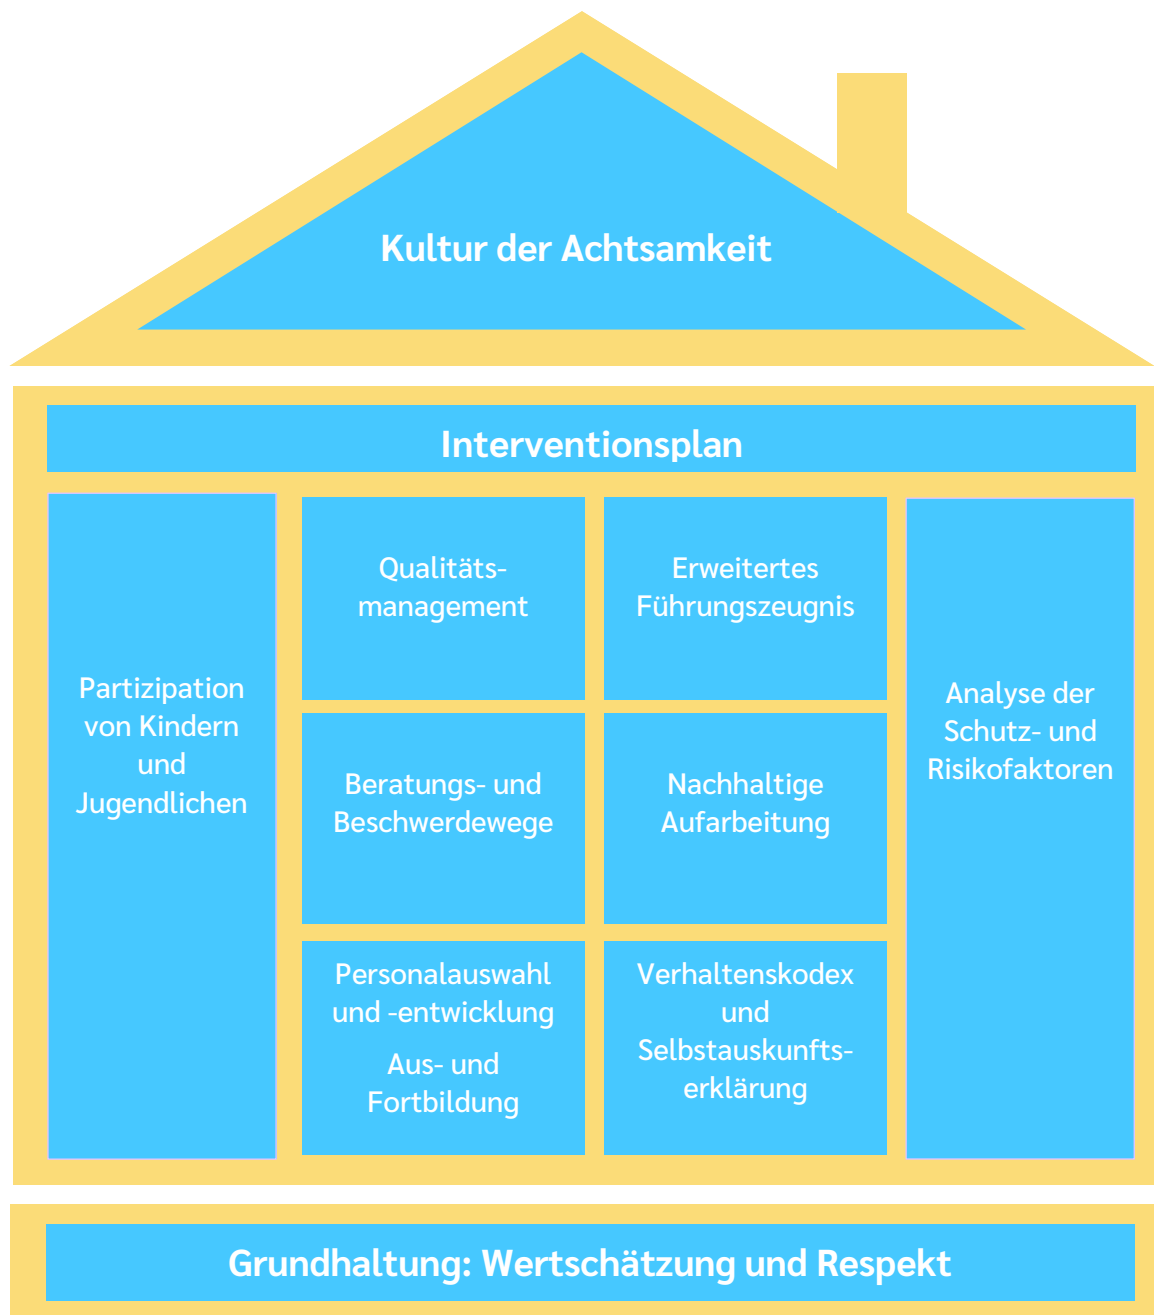 Kultur der Achtsamkeit
Interventionsplan
Partizipation
von Kindern
und
Jugendlichen
Qualitäts-
management
Erweitertes
Führungszeugnis
Beratungs- und
Beschwerdewege
Nachhaltige
Aufarbeitung
Personalauswahl
und -entwicklung
Aus- und
Fortbildung
Verhaltenskodex
und
Selbstauskunfts-
erklärung
Analyse der
Schutz- und
Risikofaktoren
Grundhaltung: Wertschätzung und Respekt